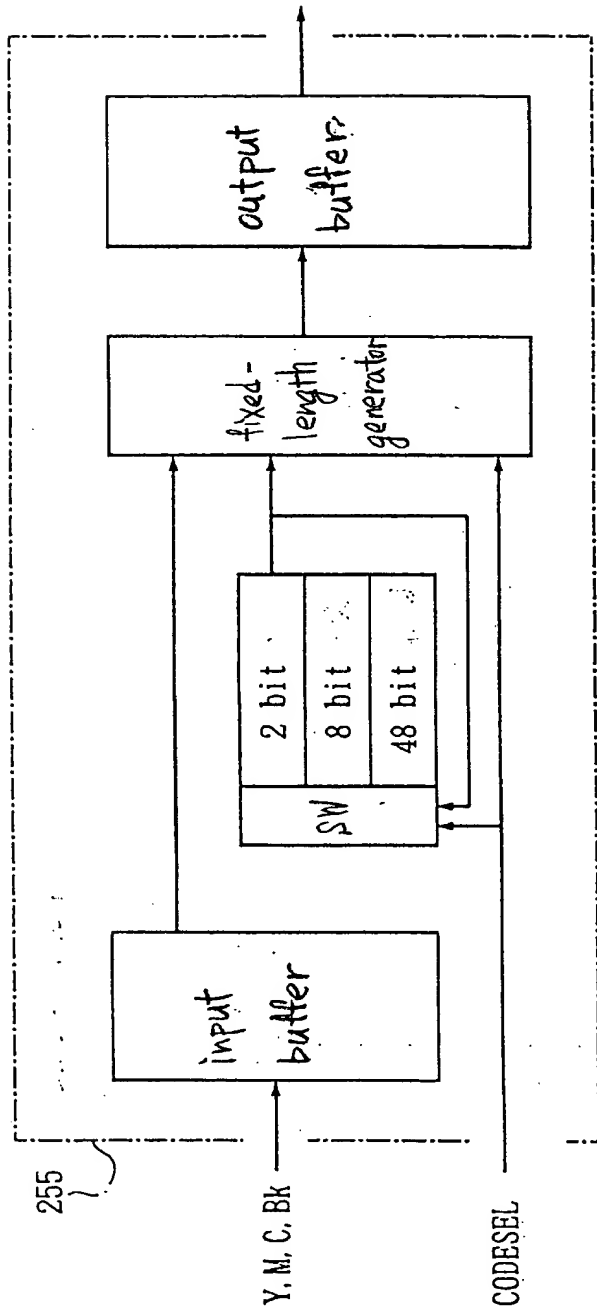 255
Y, M, C, Bk
CODESEL
input
buffer
SW
2 bit
8 bit
48 bit
fixed-
length
generator
output
buffer